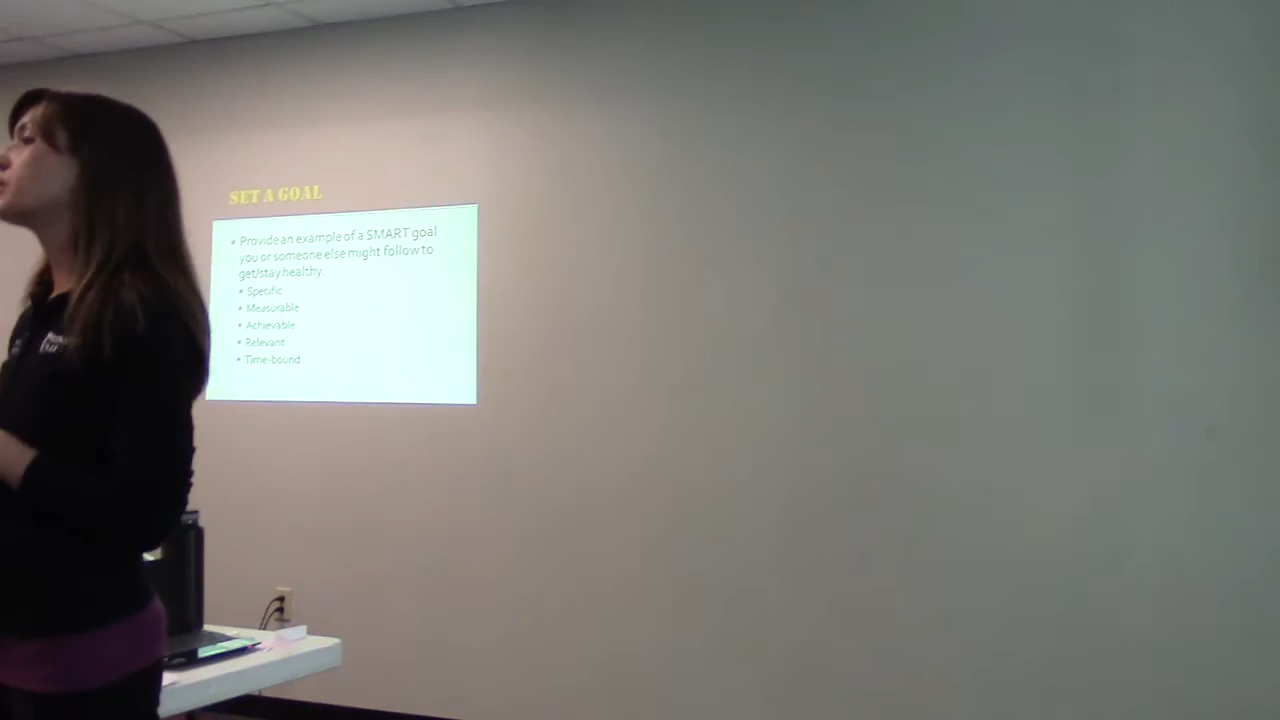 SET A GOAL
• Provide an example of a SMART goal
you or someone else might follow to
get/stay healthy.
• Specific
• Measurable
• Achievable
• Relevant
• Time-bound